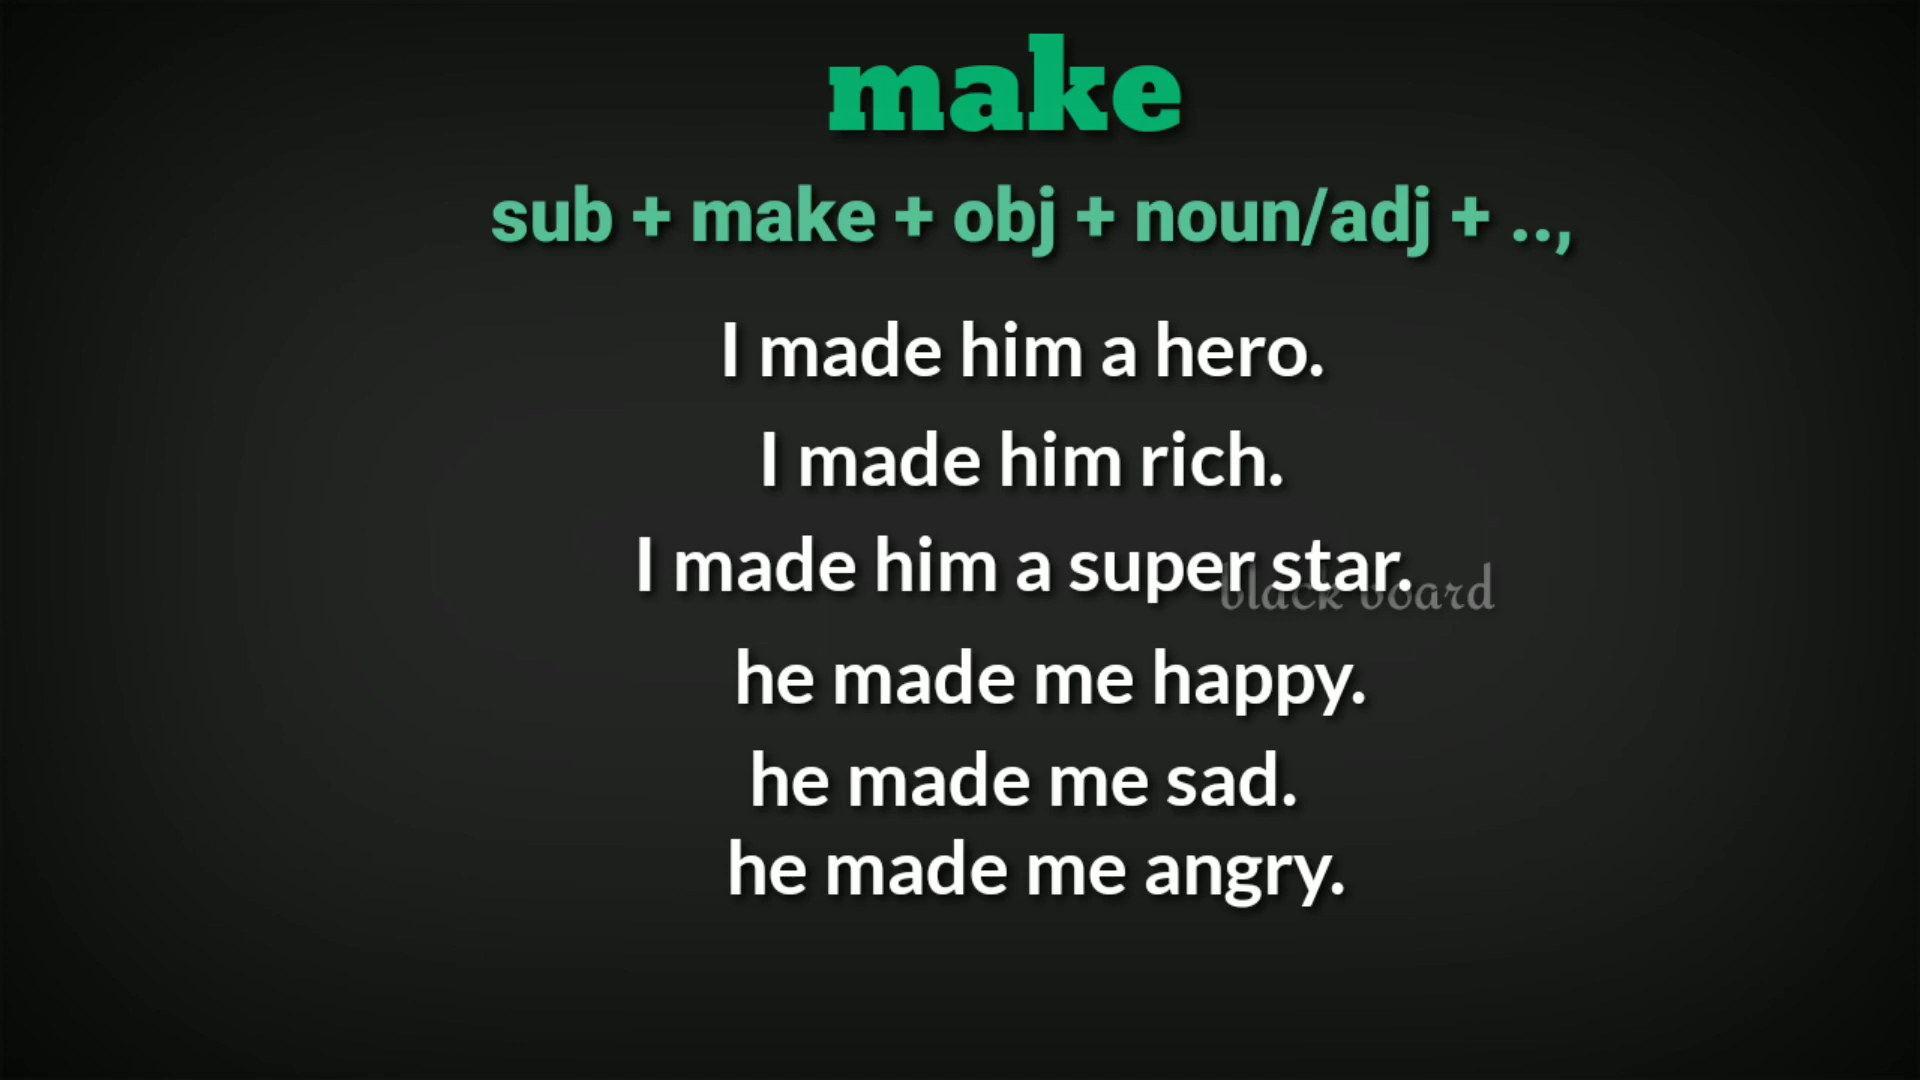 make
sub + make + obj + noun/adj + ..,
I made him a hero.
I made him rich.
I made him a super star.
black board
he made me happy.
he made me sad.
he made me angry.